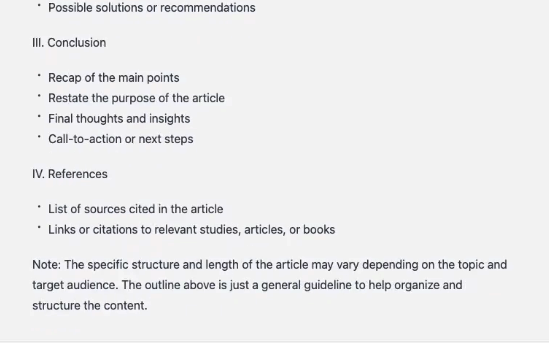 • Possible solutions or recommendations
III. Conclusion
• Recap of the main points
• Restate the purpose of the article
• Final thoughts and insights
• Call-to-action or next steps
IV. References
• List of sources cited in the article
• Links or citations to relevant studies, articles, or books
Note: The specific structure and length of the article may vary depending on the topic and
target audience. The outline above is just a general guideline to help organize and
structure the content.